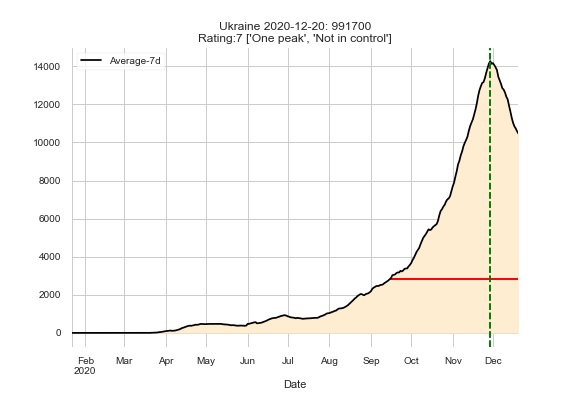 Ukraine 2020-12-20: 991700
Rating:7 ['One peak', 'Not in control']
Average-7d
14000
12000
10000
8000
6000
4000
2000
0
Feb Mar Apr May Jun Jul Aug Sep Oct Nov Dec
2020
Date